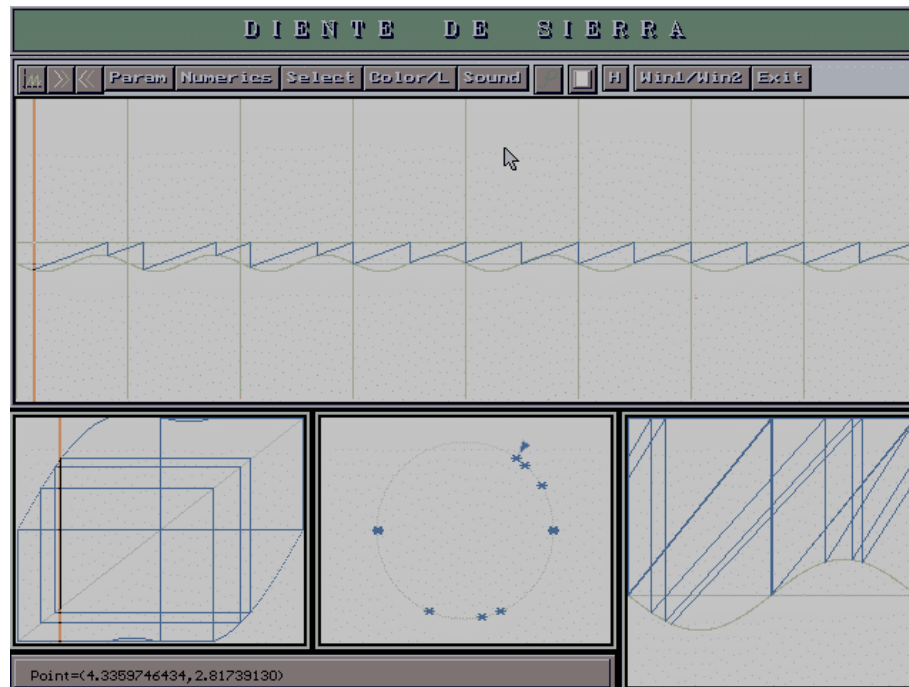 DIENTE DE SIERRA
Param Numerics Select Color/L Sound H Win1/Win2 Exit
Point=(4.3359746434,2.81739130)